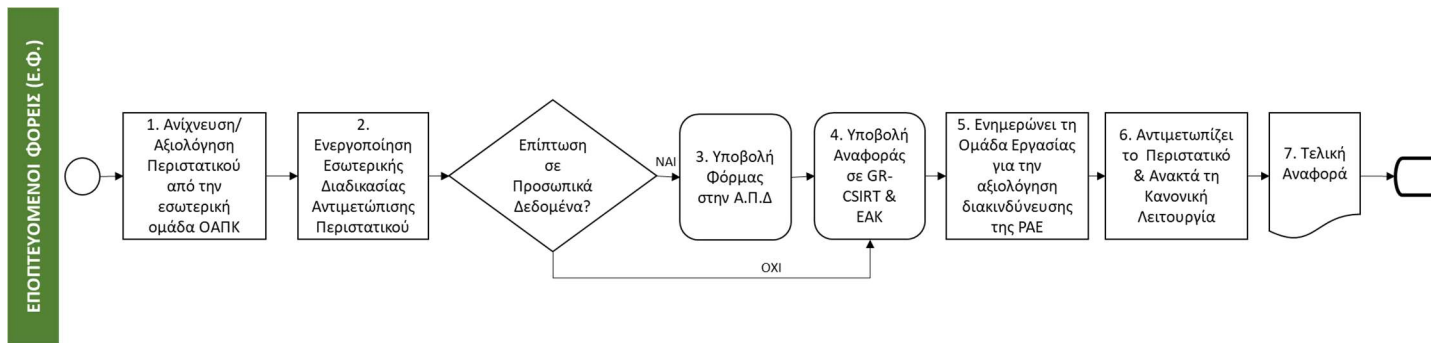 ΕΠΟΠΤΕΥΟΜΕΝΟΙ ΦΟΡΕΙΣ (Ε.Φ.)
1. Ανίχνευση/
Αξιολόγηση
Περιστατικού
από την
εσωτερική
ομάδα ΟΑΠΚ
2.
Ενεργοποίηση
Εσωτερικής
Διαδικασίας
Αντιμετώπισης
Περιστατικού
Επίπτωση
σε
Προσωπικά
Δεδομένα?
ΝΑΙ
ΟΧΙ
3. Υποβολή
Φόρμας
στην Α.Π.Δ
4. Υποβολή
Αναφοράς
σε GR-
CSIRT &
ΕΑΚ
5. Ενημερώνει τη
Ομάδα Εργασίας
για την
αξιολόγηση
διακινδύνευσης
της ΡΑΕ
6. Αντιμετωπίζει
το Περιστατικό
& Ανακτά τη
Κανονική
Λειτουργία
7. Τελική
Αναφορά